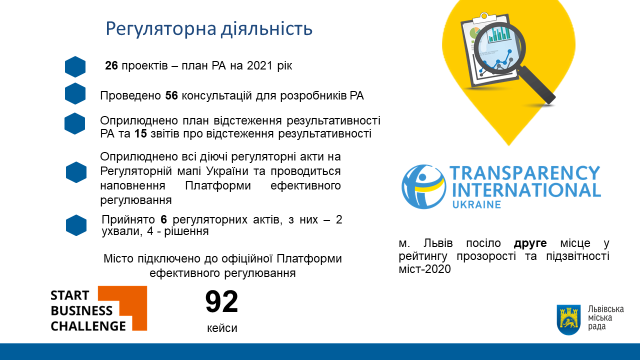 Регуляторна діяльність
26 проектів – план РА на 2021 рік
Проведено 56 консультацій для розробників РА
Оприлюднено план відстеження результативності
РА та 15 звітів про відстеження результативності
Оприлюднено всі діючі регуляторні акти на
Регуляторній мапі України та проводиться
наповнення Платформи ефективного
регулювання
Прийнято 6 регуляторних актів, з них – 2
ухвали, 4 - рішення
Місто підключено до офіційної Платформи
ефективного регулювання
START
BUSINESS
CHALLENGE
92
кейси
TRANSPARENCY
INTERNATIONAL
UKRAINE
м. Львів посіло друге місце у
рейтингу прозорості та підзвітності
міст-2020
Львівська
міська
рада